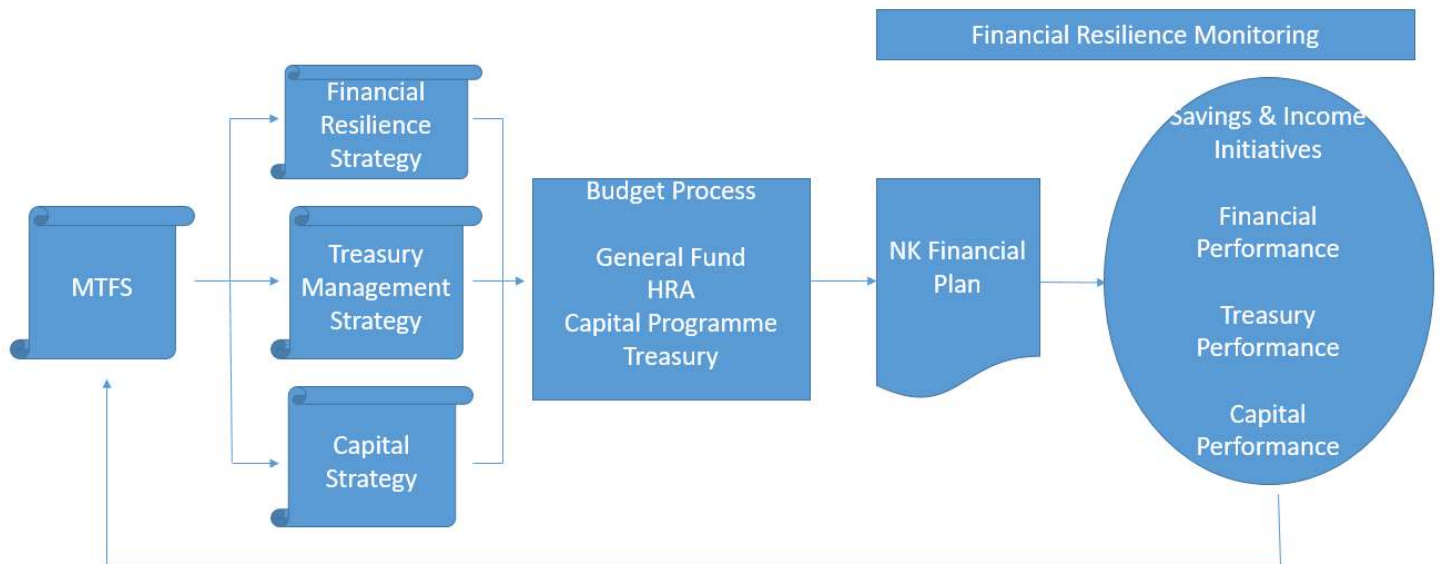 Financial Resilience Monitoring
Financial
Resilience
Strategy
MTFS
Treasury
Management
Strategy
Capital
Strategy
Budget Process
General Fund
HRA
Capital Programme
Treasury
NK Financial
Plan
Savings & Income
Initiatives
Financial
Performance
Treasury
Performance
Capital
Performance